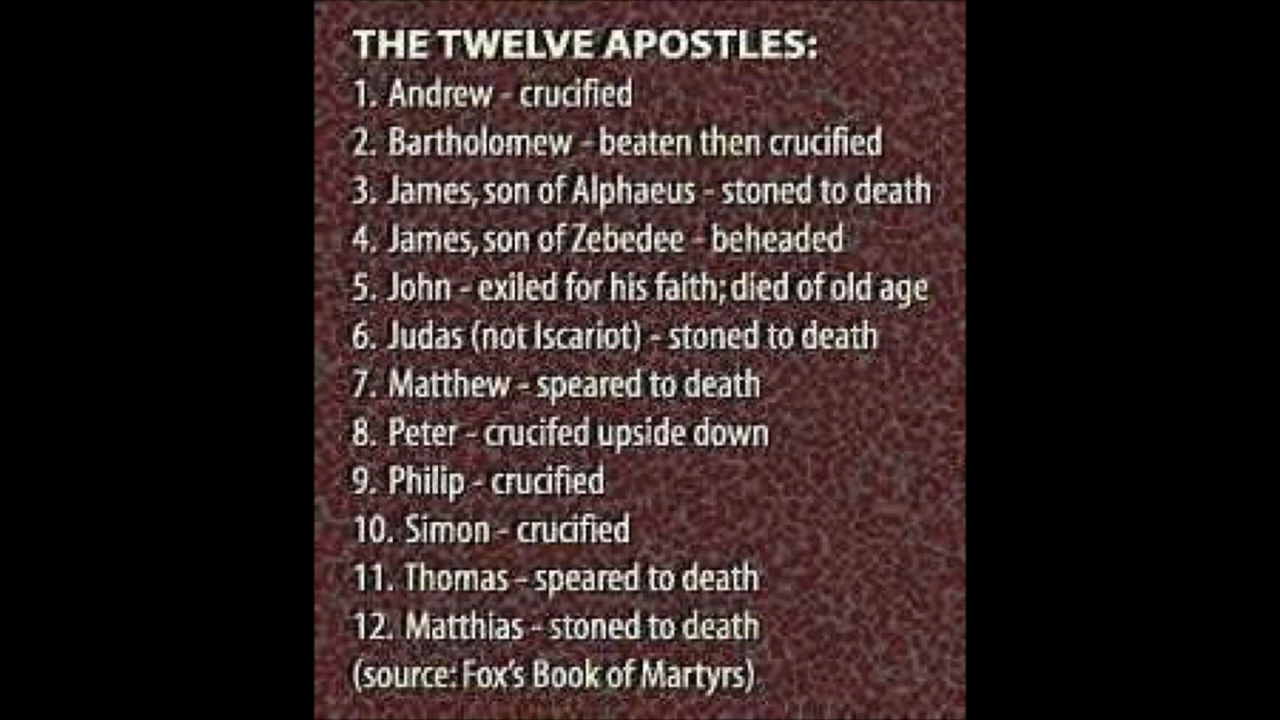 THE TWELVE APOSTLES:
1. Andrew - crucified
2. Bartholomew - beaten then crucified
3. James, son of Alphaeus - stoned to death
4. James, son of Zebedee - beheaded
5. John - exiled for his faith; died of old age
6. Judas (not Iscariot) - stoned to death
7. Matthew - speared to death
8. Peter - crucifed upside down
9. Philip - crucified
10. Simon - crucified
11. Thomas - speared to death
12. Matthias - stoned to death
(source: Fox's Book of Martyrs)